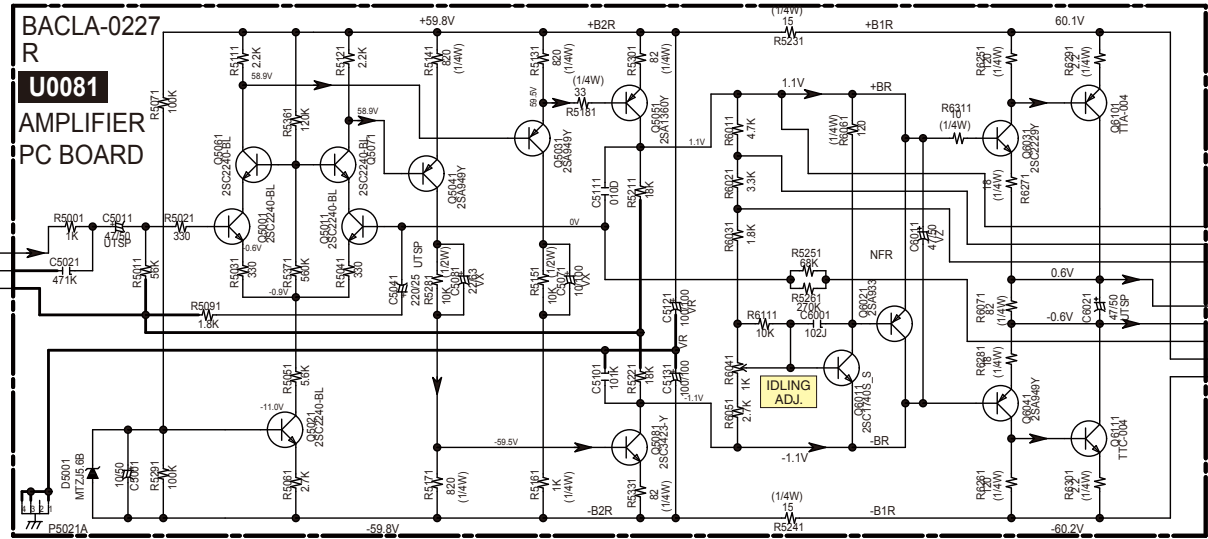 BACLA-0227
R
U0081
AMPLIFIER
PC BOARD
+59.8V
+B2R
(1/4W)
15
R5231
+B1R
60.1V
R5071
100K
R5111
2.2K
58.9V
R5361
120K
R5121
2.2K
58.9V
R5141
820
(1/4W)
R5131
820
(1/4W)
59.5V
(1/4W)
33
R5181
R5301
82
(1/4W)
Q5051
2SA1360Y
1.1V
1.1V
+BR
R6011
4.7K
(1/4W)
R6061
120
R6311
10
(1/4W)
R6251
120
(1/4W)
R6291
2.2
(1/4W)
Q6101
TTA-004
Q6031
2SC2229Y
Q5061
2SC2240-BL
2SC2240-BL
Q5071
Q5041
2SA949Y
Q5031
2SA949Y
C5111
010D
R5211
18K
R6021
3.3K
R6031
1.8K
18
(1/4W)
R6271
R5001
1K
C5011
47/50
UTSP
R5021
330
C5021
471K
R5011
56K
Q5001
2SC2240-BL
-0.6V
Q5011
2SC2240-BL
0V
R5031
330
R5371
560K
R5041
330
-0.9V
C5041
220/25
UTSP
R5281
10K
(1/2W)
C5081
VX
R5151
10K
(1/2W)
C5071
VX
R5251
68K
R5261
270K
NFR
C6011
47/50
VZ
0.6V
R6071
82
(1/4W)
C6021
47/50
UTSP
-0.6V
R5091
1.8K
C5121
100/100
VR
VR
C5131
100/100
R6111
10K
C6001
102J
Q6021
2SA933
R5051
5.6K
-11.0V
Q5021
2SC2240-BL
C5101
101K
R5221
18K
-1.1V
R6041
1K
R6051
2.7K
IDLING
ADJ.
Q6011
2SC1740S_S
R6281
18
(1/4W)
Q6041
2SA949Y
-1.1V
-BR
-59.5V
Q5081
2SC3423-Y
Q6111
TTC-004
D5001
MTZJ5.6B
10/50
C5001
R5291
100K
R5061
2.7K
R5171
820
(1/4W)
R5161
1K
(1/4W)
R5331
82
(1/4W)
R6261
120
(1/4W)
R6301
(1/4W)
4 3 2 1
P5021A
-59.8V
-B2R
(1/4W)
15
R5241
-B1R
-60.2V